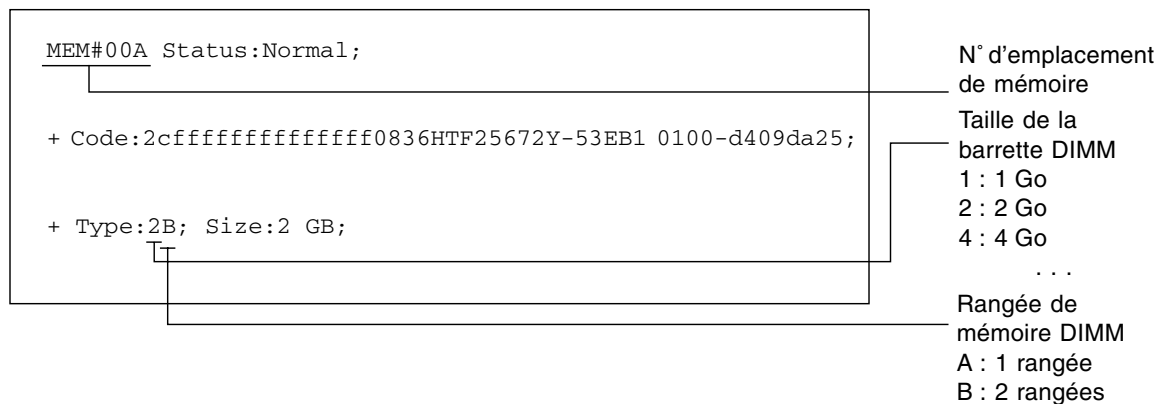 MEM#00A Status:Normal;
+ Code:2cffffffffffffff0836HTF25672Y-53EB1 0100-d409da25;
+ Type:2B; Size:2 GB;
N° d'emplacement
de mémoire
Taille de la
barrette DIMM
1 : 1 Go
2 : 2 Go
4 : 4 Go
. . .
Rangée de
mémoire DIMM
A : 1 rangée
B : 2 rangées